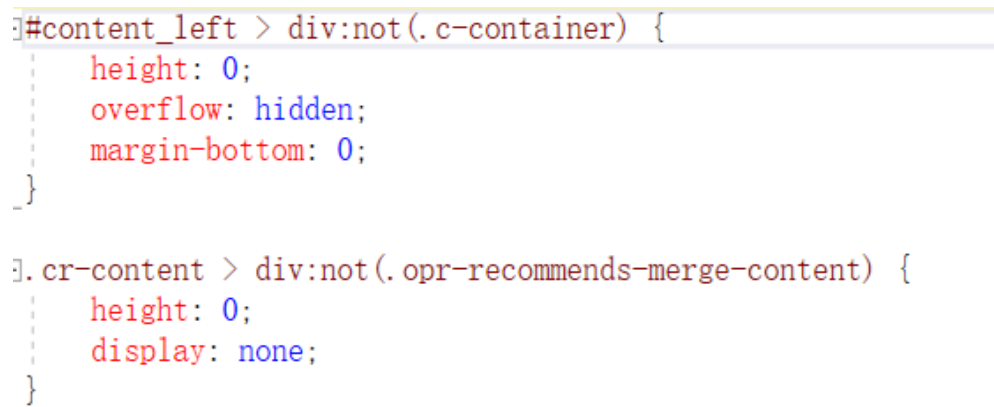 #content_left > div:not(.c-container) {
    height: 0;
    overflow: hidden;
    margin-bottom: 0;
}
.cr-content > div:not(.opr-recommends-merge-content) {
    height: 0;
    display: none;
}